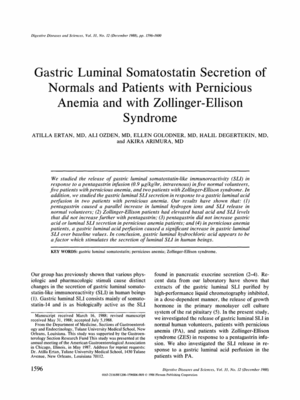 Digestive Diseases and Sciences, Vol. 33, No. 12 (December 1988), pp. 1596-1600
Gastric Luminal Somatostatin Secretion of
Normals and Patients with Pernicious
Anemia and with Zollinger-Ellison
Syndrome
ATILLA ERTAN, MD, ALI OZDEN, MD, ELLEN GOLODNER, MD, HALIL DEGERTEKIN, MD,
and AKIRA ARIMURA, MD
We studied the release of gastric luminal somatostatin-like immunoreactivity (SLI) in
response to a pentagastrin infusion (0.9 μg/kg/hr, intravenous) in five normal volunteers,
five patients with pernicious anemia, and two patients with Zollinger-Ellison syndrome. In
addition, we studied the gastric luminal SLI secretion in response to a gastric luminal acid
perfusion in two patients with pernicious anemia. Our results have shown that: (1)
pentagastrin caused a parallel increase in luminal hydrogen ions and SLI release in
normal volunteers; (2) Zollinger-Ellison patients had elevated basal acid and SLI levels
that did not increase further with pentagastrin; (3) pentagastrin did not increase gastric
acid or luminal SLI secretion in pernicious anemia patients; and (4) in pernicious anemia
patients, a gastric luminal acid perfusion caused a significant increase in gastric luminal
SLI over baseline values. In conclusion, gastric luminal hydrochloric acid appears to be
a factor which stimulates the secretion of luminal SLI in human beings.
KEY WORDS: gastric luminal somatostatin; pernicious anemia; Zollinger-Ellison syndrome.
Our group has previously shown that various physi-
ologic and pharmacologic stimuli cause distinct
changes in the secretion of gastric luminal somato-
statin-like immunoreactivity (SLI) in human beings
(1). Gastric luminal SLI consists mainly of somato-
statin-14 and is as biologically active as the SLI
Manuscript received March 16, 1988; revised manuscript
received May 31, 1988; accepted July 5, 1988.
From the Department of Medicine, Sections of Gastroenterol-
ogy and Endocrinology, Tulane University Medical School, New
Orleans, Louisiana. This study was supported by the Gastroen-
terology Section Research Fund. This study was presented at the
annual meeting of the American Gastroenterological Association
in Chicago, Illinois, in May 1987. Address for reprint requests:
Dr. Atilla Ertan, Tulane University Medical School, 1430 Tulane
Avenue, New Orleans, Louisiana 70112.
found in pancreatic exocrine secretion (2-4). Re-
cent data from our laboratory have shown that
extracts of the gastric luminal SLI purified by
high-performance liquid chromatography inhibited,
in a dose-dependent manner, the release of growth
hormone in the primary monolayer cell culture
system of the rat pituitary (5). In the present study,
we investigated the release of gastric luminal SLI in
normal human volunteers, patients with pernicious
anemia (PA), and patients with Zollinger-Ellison
syndrome (ZES) in response to a pentagastrin infu-
sion. We also investigated the SLI release in re-
sponse to a gastric luminal acid perfusion in the
patients with PA.
1596
Digestive Diseases and Sciences, Vol. 33, No. 12 (December 1988)